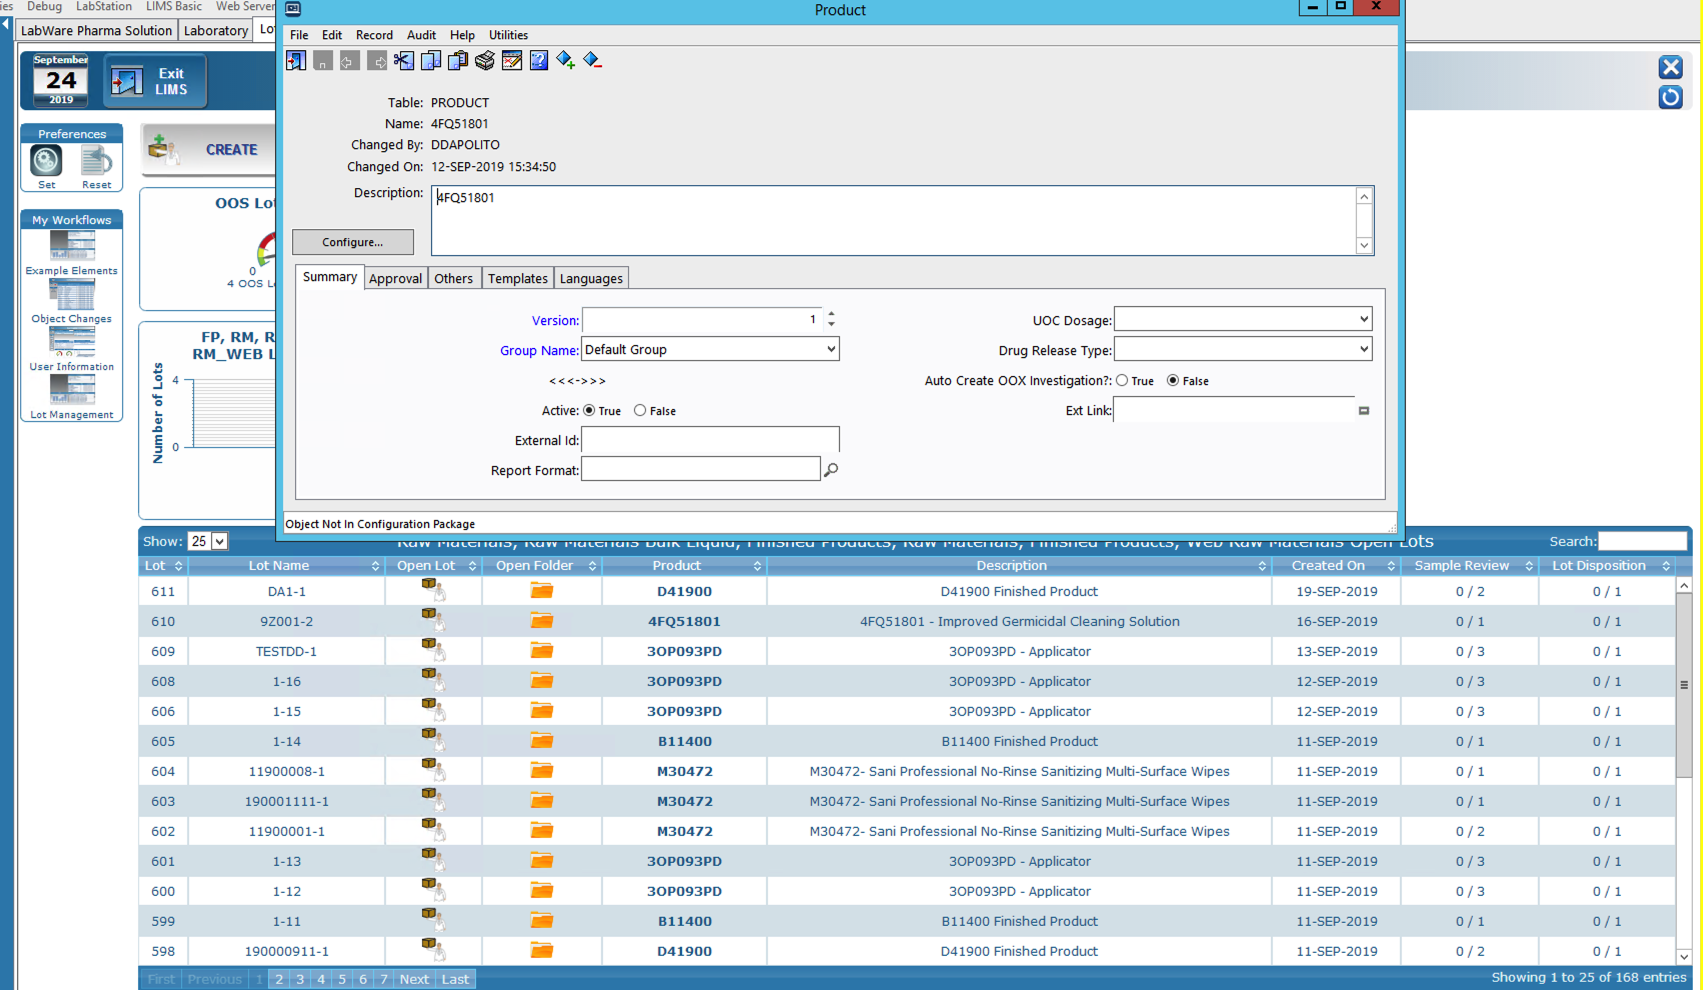 ies Debug LabStation LIMS Basic Web Server
Product
LabWare Pharma Solution Laboratory Lo
File Edit Record Audit Help Utilities
September
24
2019
Exit
LIMS
Table: PRODUCT
Name: 4FQ51801
Changed By: DDAPOLITO
Changed On: 12-SEP-2019 15:34:50
Description: 4FQ51801
Configure...
Preferences
Set Reset
CREATE
My Workflows
Example Elements
Object Changes
User Information
Lot Management
OOS Lot
0
4 OOS L
FP, RM, R
RM_WEB L
Number of Lots
4
0
Summary Approval Others Templates Languages
Version: 1
UOC Dosage:
Group Name: Default Group
Drug Release Type:
<<<->>>
Auto Create OOX Investigation?: True False
Active: True False
Ext Link:
External Id:
Report Format:
Object Not In Configuration Package
Show: 25
Raw Materials, Raw Materials Bulk Liquid, Finished Products, Raw Materials, Finished Products, Web Raw Materials Open Lots
Search:
Lot Lot Name Open Lot Open Folder Product Description Created On Sample Review Lot Disposition
611 DA1-1 D41900 D41900 Finished Product 19-SEP-2019 0 / 2 0 / 1
610 9Z001-2 4FQ51801 4FQ51801 - Improved Germicidal Cleaning Solution 16-SEP-2019 0 / 1 0 / 1
609 TESTDD-1 3OP093PD 3OP093PD - Applicator 13-SEP-2019 0 / 3 0 / 1
608 1-16 3OP093PD 3OP093PD - Applicator 12-SEP-2019 0 / 3 0 / 1
606 1-15 3OP093PD 3OP093PD - Applicator 12-SEP-2019 0 / 3 0 / 1
605 1-14 B11400 B11400 Finished Product 11-SEP-2019 0 / 1 0 / 1
604 11900008-1 M30472 M30472- Sani Professional No-Rinse Sanitizing Multi-Surface Wipes 11-SEP-2019 0 / 1 0 / 1
603 190001111-1 M30472 M30472- Sani Professional No-Rinse Sanitizing Multi-Surface Wipes 11-SEP-2019 0 / 1 0 / 1
602 11900001-1 M30472 M30472- Sani Professional No-Rinse Sanitizing Multi-Surface Wipes 11-SEP-2019 0 / 2 0 / 1
601 1-13 3OP093PD 3OP093PD - Applicator 11-SEP-2019 0 / 3 0 / 1
600 1-12 3OP093PD 3OP093PD - Applicator 11-SEP-2019 0 / 3 0 / 1
599 1-11 B11400 B11400 Finished Product 11-SEP-2019 0 / 1 0 / 1
598 190000911-1 D41900 D41900 Finished Product 11-SEP-2019 0 / 2 0 / 1
First Previous 1 2 3 4 5 6 7 Next Last
Showing 1 to 25 of 168 entries